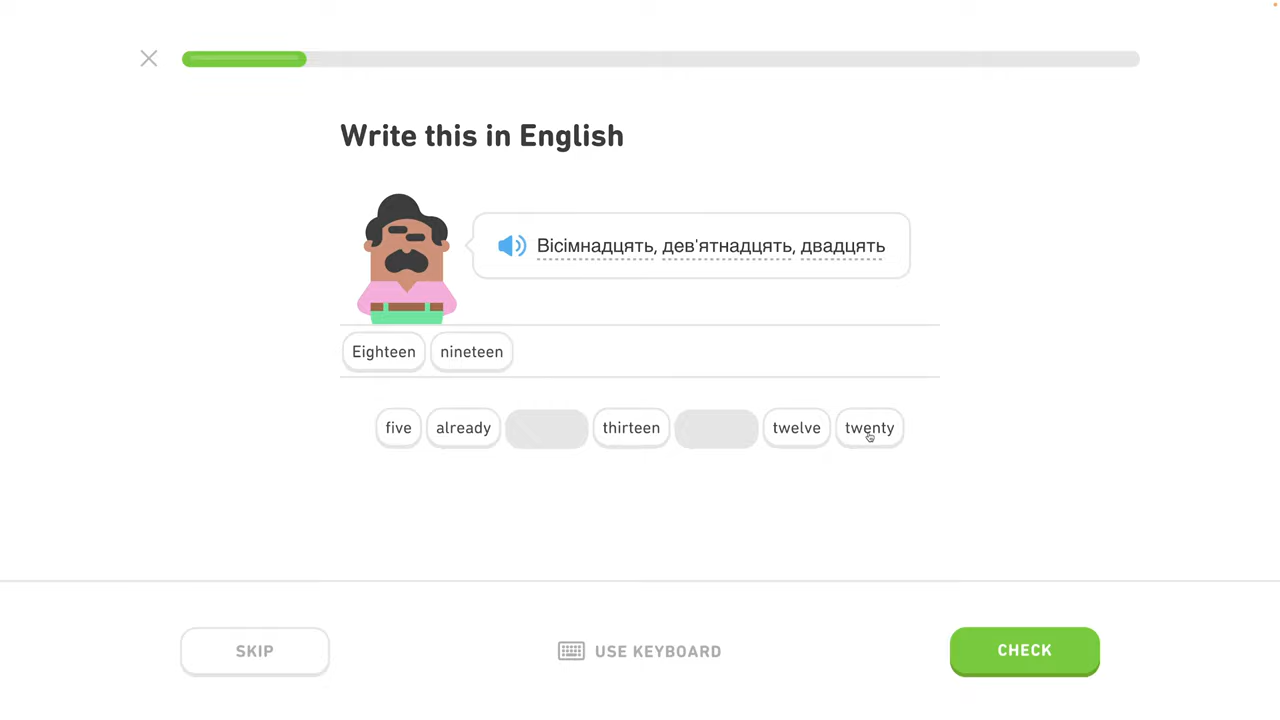 Write this in English
Вісімнадцять, дев'ятнадцять, двадцять
Eighteen nineteen
five already thirteen twelve twenty
SKIP USE KEYBOARD CHECK